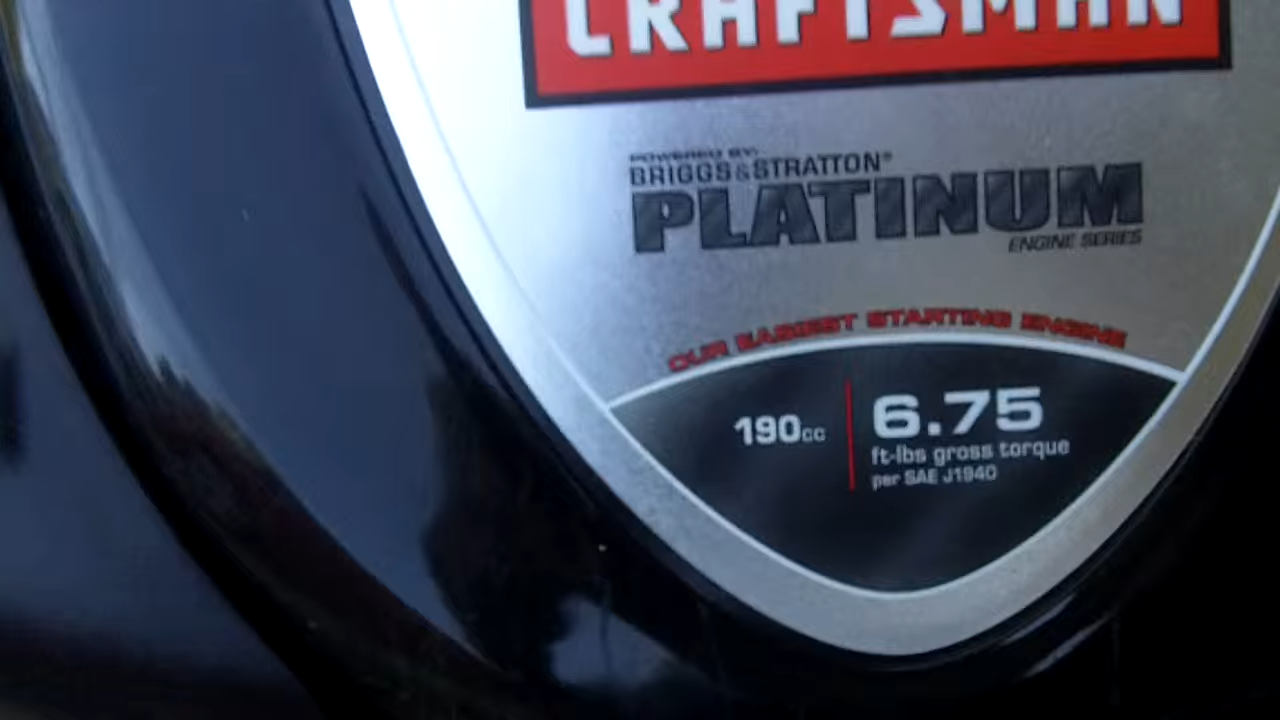 CRAFTSMAN
POWERED BY:
BRIGGS&STRATTON®
PLATINUM
ENGINE SERIES
OUR EASIEST STARTING ENGINE
190cc
6.75
ft-lbs gross torque
per SAE J1940